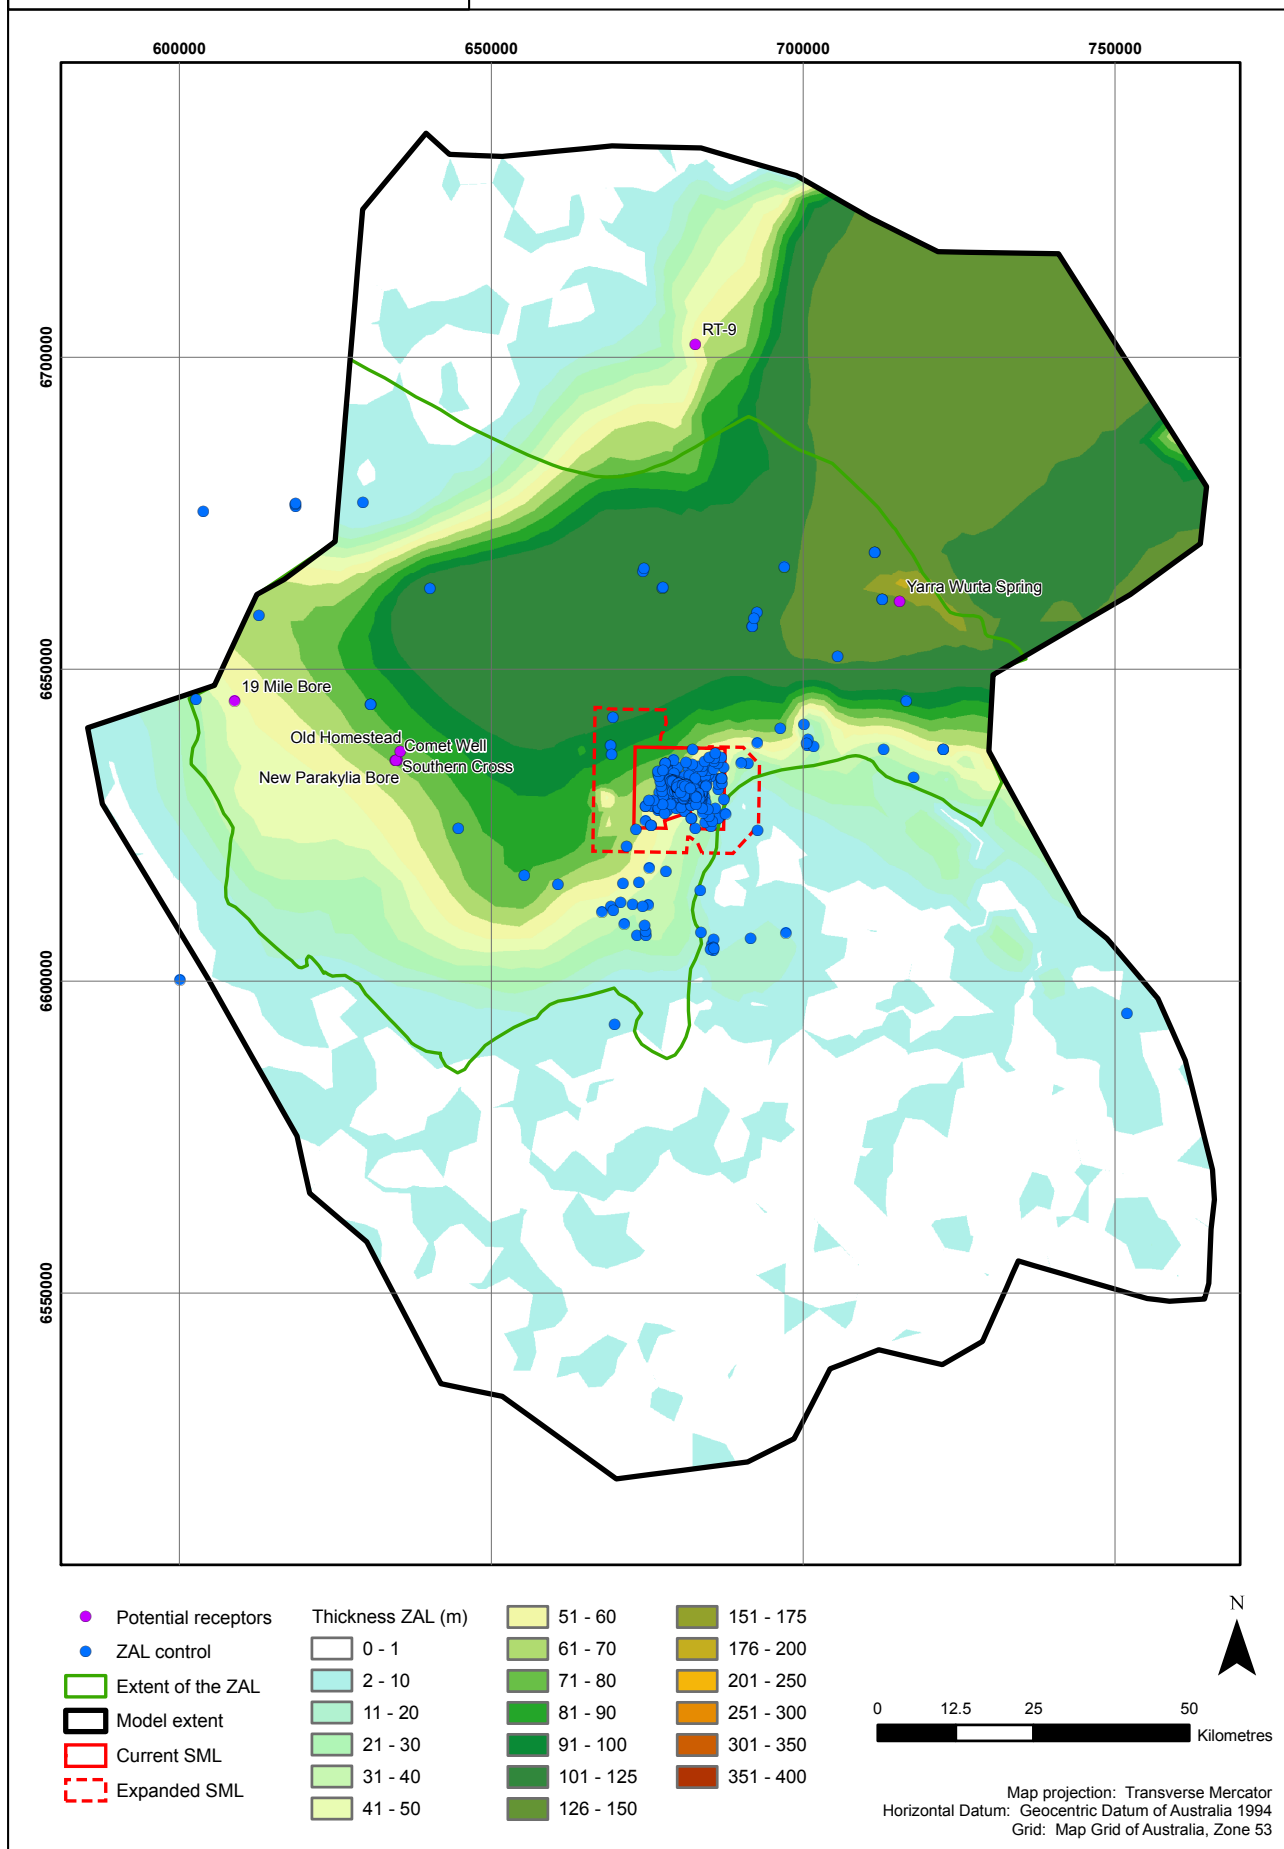 600000
650000
700000
750000
6700000
6650000
6600000
6550000
RT-9
Yarra Wurta Spring
19 Mile Bore
Old Homestead
Comet Well
Southern Cross
New Parakylia Bore
Potential receptors
ZAL control
Extent of the ZAL
Model extent
Current SML
Expanded SML
Thickness ZAL (m)
0 - 1
2 - 10
11 - 20
21 - 30
31 - 40
41 - 50
51 - 60
61 - 70
71 - 80
81 - 90
91 - 100
101 - 125
126 - 150
151 - 175
176 - 200
201 - 250
251 - 300
301 - 350
351 - 400
N
0 12.5 25 50
Kilometres
Map projection: Transverse Mercator
Horizontal Datum: Geocentric Datum of Australia 1994
Grid: Map Grid of Australia, Zone 53